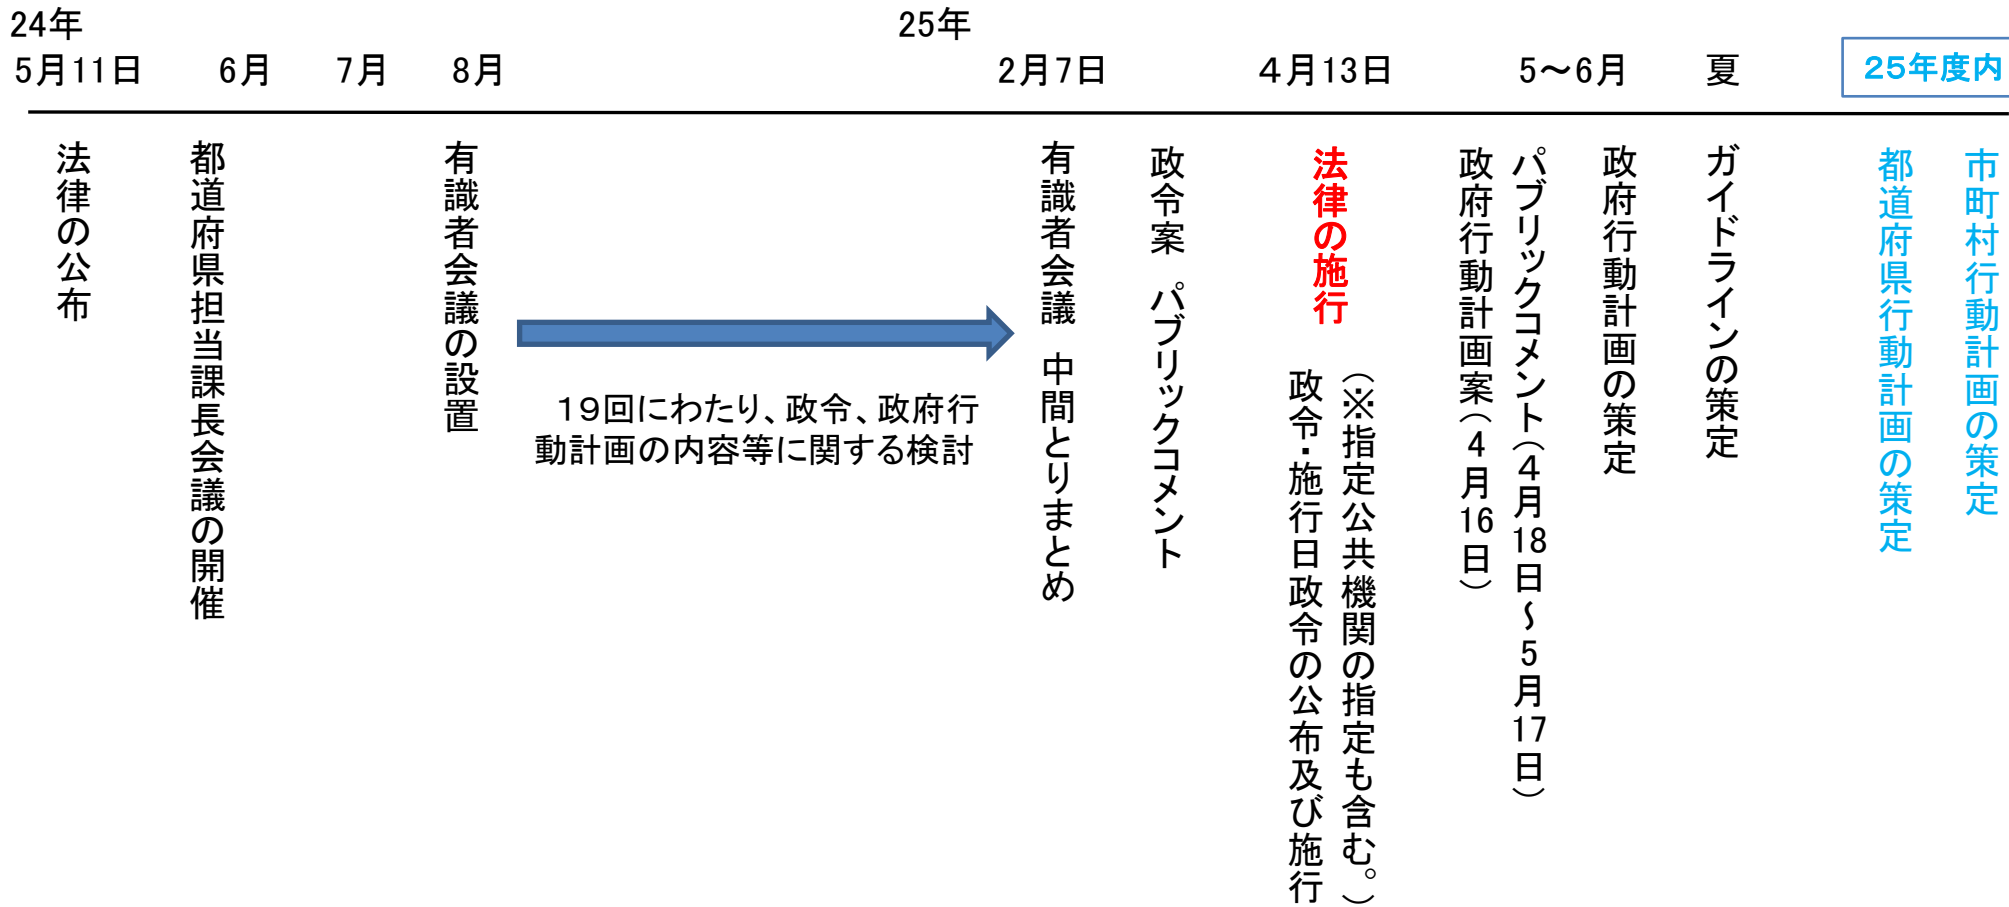 24年
25年
5月11日
6月
7月
8月
2月7日
4月13日
5～6月
夏
25年度内
法律の公布
都道府県担当課長会議の開催
有識者会議の設置
19回にわたり、政令、政府行
動計画の内容等に関する検討
有識者会議 中間とりまとめ
政令案 パブリックコメント
法律の施行
（※指定公共機関の指定も含む。）
政令・施行日政令の公布及び施行
政府行動計画案（4月16日）
パブリックコメント（4月18日～5月17日）
政府行動計画の策定
ガイドラインの策定
都道府県行動計画の策定
市町村行動計画の策定